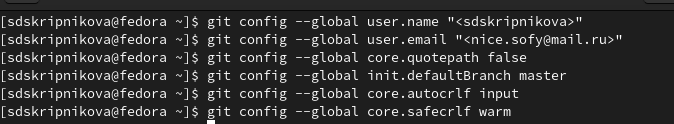 [sdskripnikova@fedora ~]$ git config --global user.name "<sdskripnikova>"
[sdskripnikova@fedora ~]$ git config --global user.email "<nice.sofy@mail.ru>"
[sdskripnikova@fedora ~]$ git config --global core.quotepath false
[sdskripnikova@fedora ~]$ git config --global init.defaultBranch master
[sdskripnikova@fedora ~]$ git config --global core.autocrlf input
[sdskripnikova@fedora ~]$ git config --global core.safecrlf warm